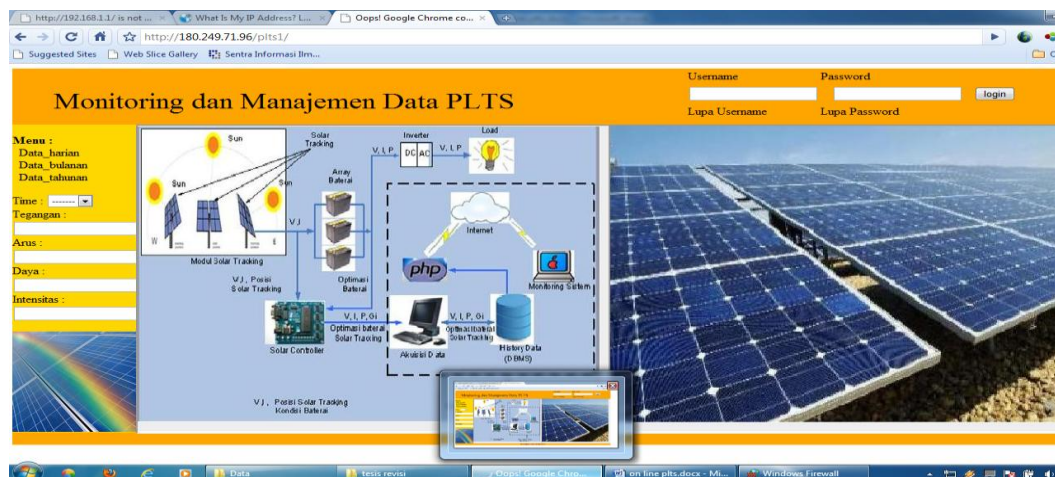 http://192.168.1.1/ is not ...
What Is My IP Address? L...
Oops! Google Chrome co...
http://180.249.71.96/plts1/
Suggested Sites
Web Slice Gallery
Sentra Informasi Ilm...
Monitoring dan Manajemen Data PLTS
Username
Password
login
Lupa Username
Lupa Password
Menu :
Data_harian
Data_bulanan
Data_tahunan
Time : -------
Tegangan :
Arus :
Daya :
Intensitas :
Sun
Sun
Sun
W
E
Modul Solar Tracking
Solar
Tracking
Array
Baterai
Inverter
DC AC
Load
V, I, P
V, I, P
V J
Optimasi
Baterai
V J , Posisi
Solar Tracking
Solar Controller
V, I, P, Gi
Optimasi baterai
Solar Tracking
Akuisisi Data
V, I, P, Gi
Optimasi baterai
Solar Tracking
History Data
(DBMS)
Internet
php
Monitoring Sistem
V J , Posisi Solar Tracking
Kondisi Baterai
Monitoring dan Manajemen Data PLTS
Data
tesis revisi
Oops! Google Chro...
on line plts.docx - Mi...
Windows Firewall